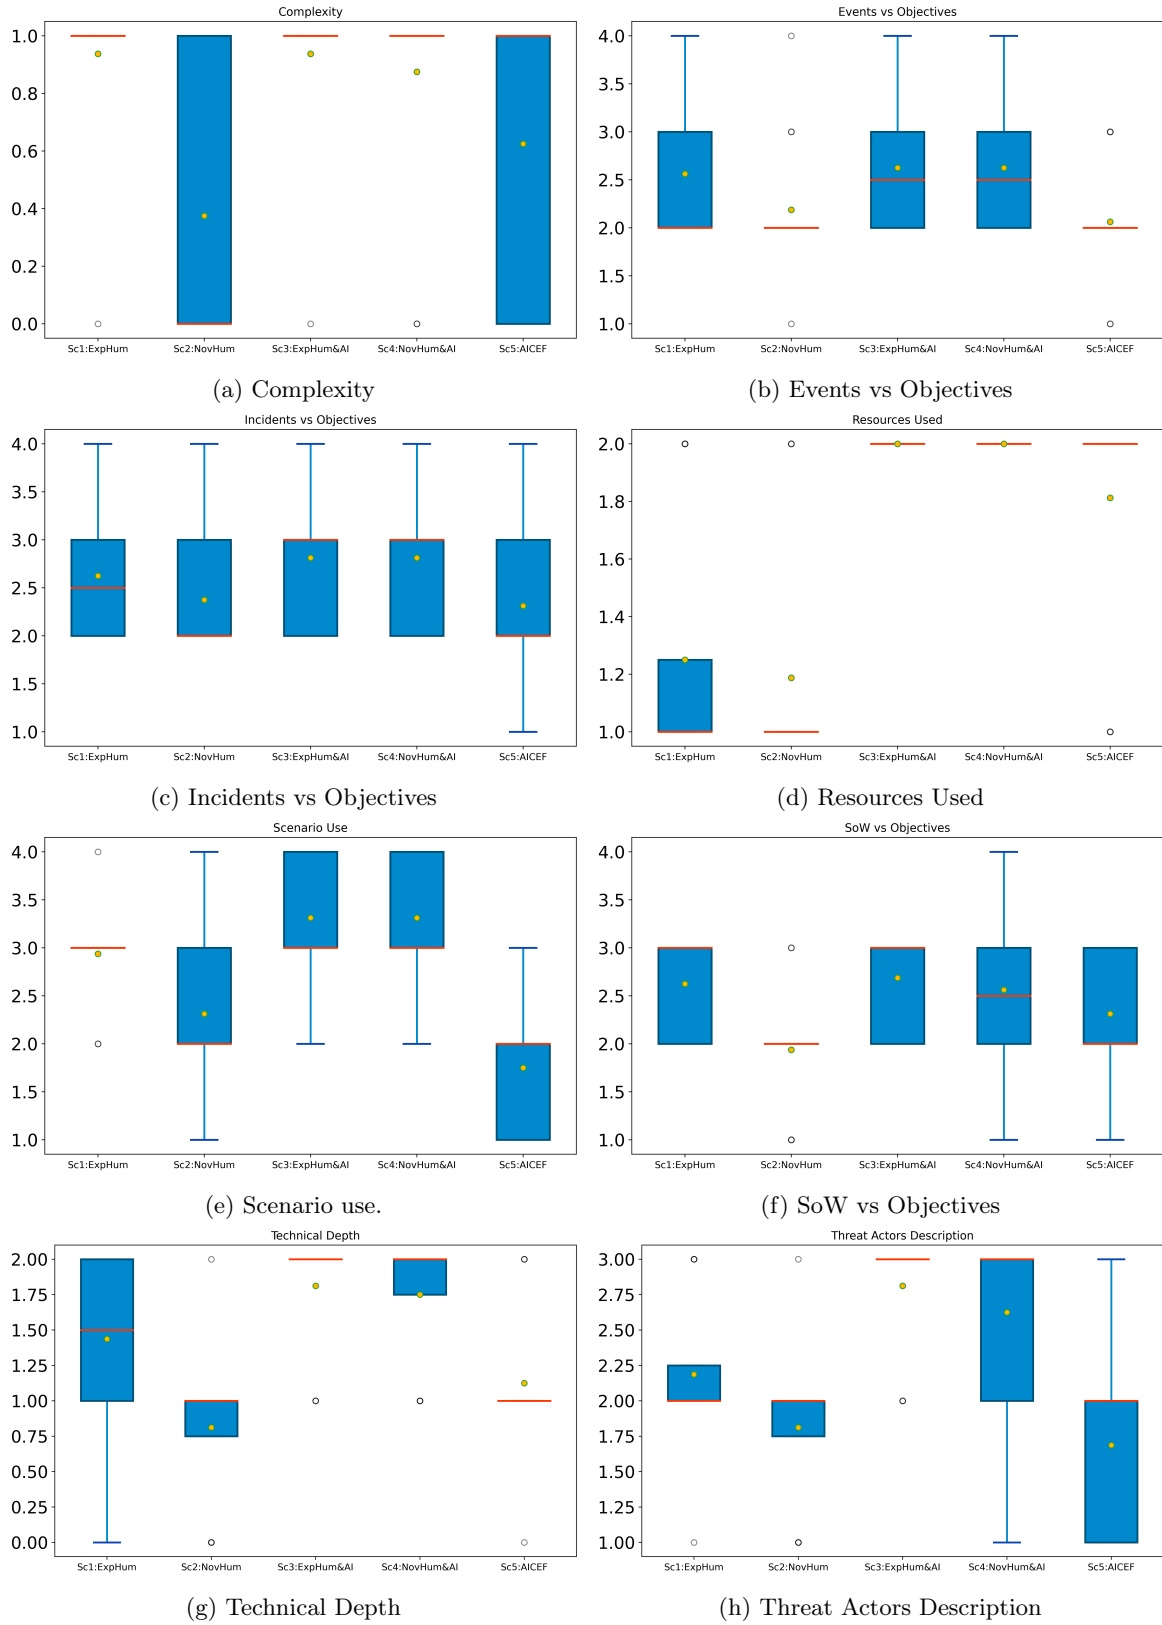 Complexity
1.0
0.8
0.6
0.4
0.2
0.0
Sc1:ExpHum Sc2:NovHum Sc3:ExpHum&AI Sc4:NovHum&AI Sc5:AICEF
(a) Complexity
Events vs Objectives
4.0
3.5
3.0
2.5
2.0
1.5
1.0
Sc1:ExpHum Sc2:NovHum Sc3:ExpHum&AI Sc4:NovHum&AI Sc5:AICEF
(b) Events vs Objectives
Incidents vs Objectives
4.0
3.5
3.0
2.5
2.0
1.5
1.0
Sc1:ExpHum Sc2:NovHum Sc3:ExpHum&AI Sc4:NovHum&AI Sc5:AICEF
(c) Incidents vs Objectives
Resources Used
2.0
1.8
1.6
1.4
1.2
1.0
Sc1:ExpHum Sc2:NovHum Sc3:ExpHum&AI Sc4:NovHum&AI Sc5:AICEF
(d) Resources Used
Scenario Use
4.0
3.5
3.0
2.5
2.0
1.5
1.0
Sc1:ExpHum Sc2:NovHum Sc3:ExpHum&AI Sc4:NovHum&AI Sc5:AICEF
(e) Scenario use.
SoW vs Objectives
4.0
3.5
3.0
2.5
2.0
1.5
1.0
Sc1:ExpHum Sc2:NovHum Sc3:ExpHum&AI Sc4:NovHum&AI Sc5:AICEF
(f) SoW vs Objectives
Technical Depth
2.00
1.75
1.50
1.25
1.00
0.75
0.50
0.25
0.00
Sc1:ExpHum Sc2:NovHum Sc3:ExpHum&AI Sc4:NovHum&AI Sc5:AICEF
(g) Technical Depth
Threat Actors Description
3.00
2.75
2.50
2.25
2.00
1.75
1.50
1.25
1.00
Sc1:ExpHum Sc2:NovHum Sc3:ExpHum&AI Sc4:NovHum&AI Sc5:AICEF
(h) Threat Actors Description